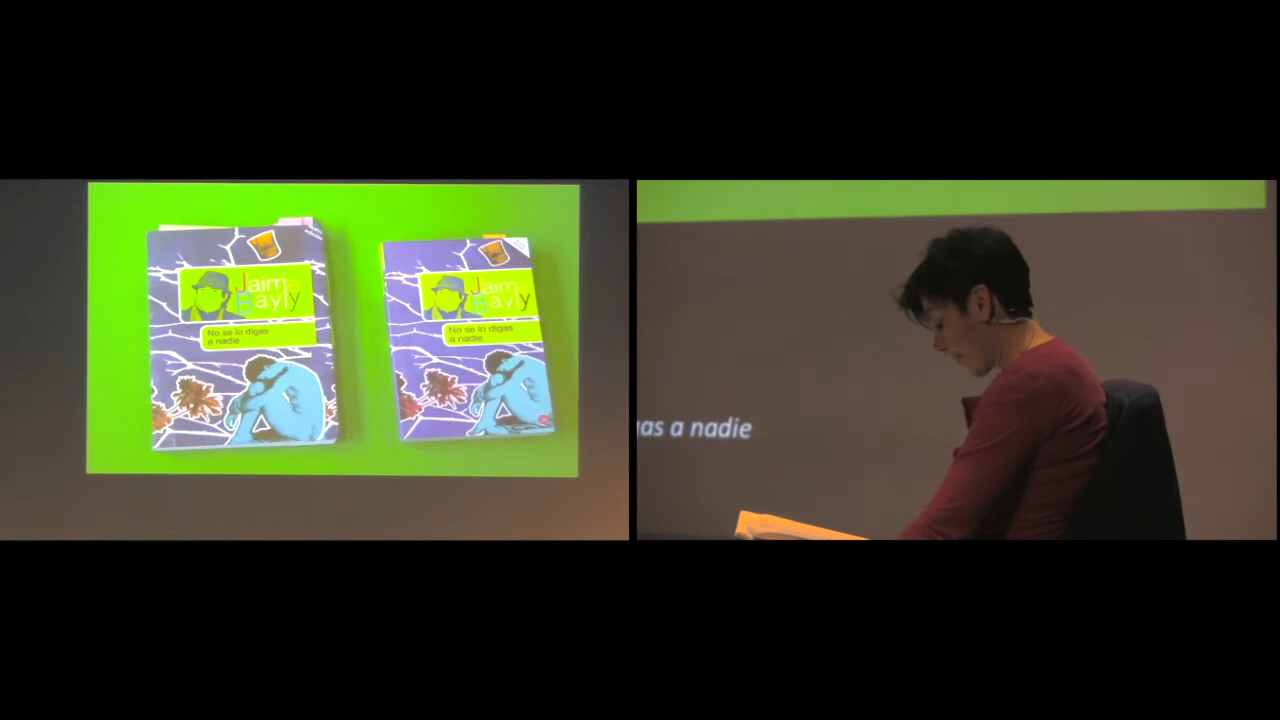 Jaime
Bayly
No se lo digas
a nadie
Jaime
Bayly
No se lo digas
a nadie
as a nadie